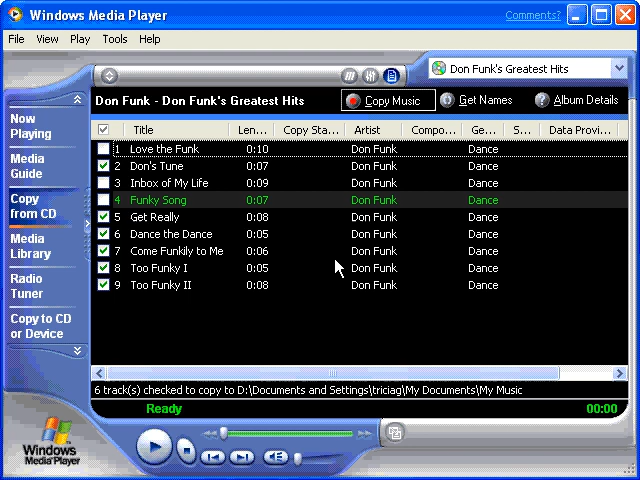 Windows Media Player
Comments?
File View Play Tools Help
Don Funk's Greatest Hits
Don Funk - Don Funk's Greatest Hits
Copy Music
Get Names
Album Details
Now Playing
Media Guide
Copy from CD
Media Library
Radio Tuner
Copy to CD or Device
Title Len... Copy Sta... Artist Compo... Ge... S... Data Provi...
1 Love the Funk 0:10 Don Funk Dance
2 Don's Tune 0:07 Don Funk Dance
3 Inbox of My Life 0:09 Don Funk Dance
4 Funky Song 0:07 Don Funk Dance
5 Get Really 0:08 Don Funk Dance
6 Dance the Dance 0:05 Don Funk Dance
7 Come Funkily to Me 0:06 Don Funk Dance
8 Too Funky I 0:05 Don Funk Dance
9 Too Funky II 0:08 Don Funk Dance
6 track(s) checked to copy to D:\Documents and Settings\triciag\My Documents\My Music
Ready 00:00
Windows
Media Player